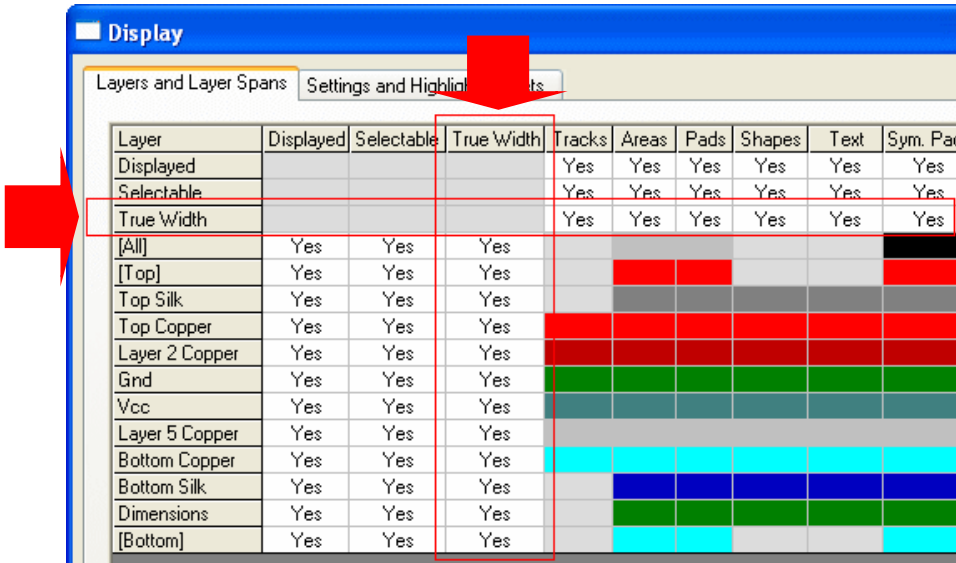 Display
Layers and Layer Spans Settings and
Layer Displayed Selectable True Width Tracks Areas Pads Shapes Text Sym.
Displayed Yes Yes Yes Yes Yes Yes
Selectable Yes Yes Yes Yes Yes Yes
True Width Yes Yes Yes Yes Yes Yes
[All] Yes Yes Yes
[Top] Yes Yes Yes
Top Silk Yes Yes Yes
Top Copper Yes Yes Yes
Layer 2 Copper Yes Yes Yes
Gnd Yes Yes Yes
Vcc Yes Yes Yes
Layer 5 Copper Yes Yes Yes
Bottom Copper Yes Yes Yes
Bottom Silk Yes Yes Yes
Dimensions Yes Yes Yes
[Bottom] Yes Yes Yes